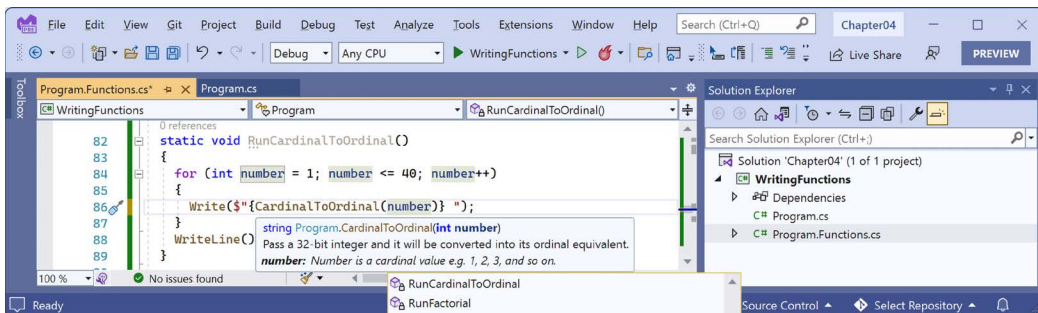 File Edit View Git Project Build Debug Test Analyze Tools Extensions Window Help Search (Ctrl+Q) Chapter04
Debug Any CPU WritingFunctions Live Share PREVIEW
Toolbox
Program.Functions.cs* Program.cs
C# WritingFunctions Program RunCardinalToOrdinal()
0 references
82 static void RunCardinalToOrdinal()
83 {
84 for (int number = 1; number <= 40; number++)
85 {
86 Write($"{CardinalToOrdinal(number)} ");
87 }
88 WriteLine()
89 }
string Program.CardinalToOrdinal(int number)
Pass a 32-bit integer and it will be converted into its ordinal equivalent.
number: Number is a cardinal value e.g. 1, 2, 3, and so on.
100 % No issues found
RunCardinalToOrdinal
RunFactorial
Solution Explorer
Search Solution Explorer (Ctrl+;)
Solution 'Chapter04' (1 of 1 project)
C# WritingFunctions
Dependencies
C# Program.cs
C# Program.Functions.cs
Ready Source Control Select Repository